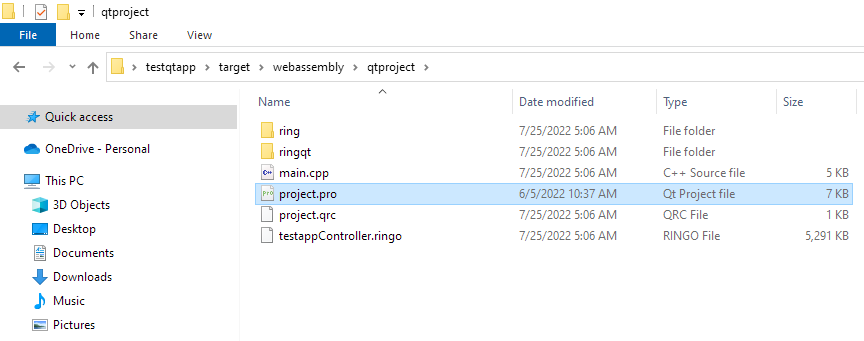 qtproject
File Home Share View
testqtapp target webassembly qtproject
Name Date modified Type Size
Quick access
OneDrive - Personal
This PC
3D Objects
Desktop
Documents
Downloads
Music
Pictures
ring 7/25/2022 5:06 AM File folder
ringqt 7/25/2022 5:06 AM File folder
main.cpp 7/25/2022 5:06 AM C++ Source file 5 KB
project.pro 6/5/2022 10:37 AM Qt Project file 7 KB
project.qrc 7/25/2022 5:06 AM QRC File 1 KB
testappController.ringo 7/25/2022 5:06 AM RINGO File 5,291 KB